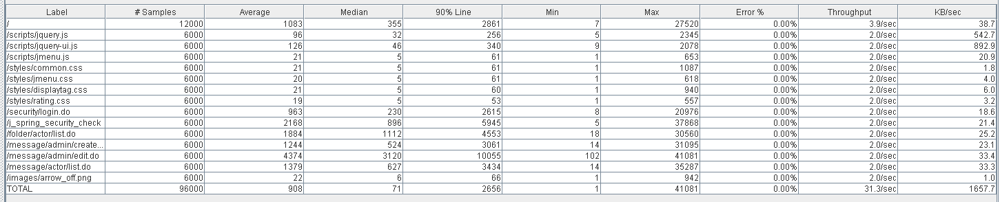 Label # Samples Average Median 90% Line Min Max Error % Throughput KB/sec
/ 12000 1083 355 2861 7 27520 0.00% 3.9/sec 38.7
/scripts/jquery.js 6000 96 32 256 5 2345 0.00% 2.0/sec 542.7
/scripts/jquery-ui.js 6000 126 46 340 9 2078 0.00% 2.0/sec 892.9
/scripts/jmenu.js 6000 21 5 61 1 653 0.00% 2.0/sec 20.9
/styles/common.css 6000 21 5 61 1 1087 0.00% 2.0/sec 1.8
/styles/jmenu.css 6000 20 5 61 1 618 0.00% 2.0/sec 4.0
/styles/displaytag.css 6000 21 5 60 1 940 0.00% 2.0/sec 6.0
/styles/rating.css 6000 19 5 53 1 557 0.00% 2.0/sec 3.2
/security/login.do 6000 963 230 2615 8 20976 0.00% 2.0/sec 18.6
/j_spring_security_check 6000 2168 896 5945 5 37868 0.00% 2.0/sec 21.4
/folder/actor/list.do 6000 1884 1112 4553 18 30560 0.00% 2.0/sec 25.2
/message/admin/create... 6000 1244 524 3061 14 31095 0.00% 2.0/sec 23.1
/message/admin/edit.do 6000 4374 3120 10055 102 41081 0.00% 2.0/sec 33.4
/message/actor/list.do 6000 1379 627 3434 14 35287 0.00% 2.0/sec 33.3
/images/arrow_off.png 6000 22 6 66 1 942 0.00% 2.0/sec 1.0
TOTAL 96000 908 71 2656 1 41081 0.00% 31.3/sec 1657.7